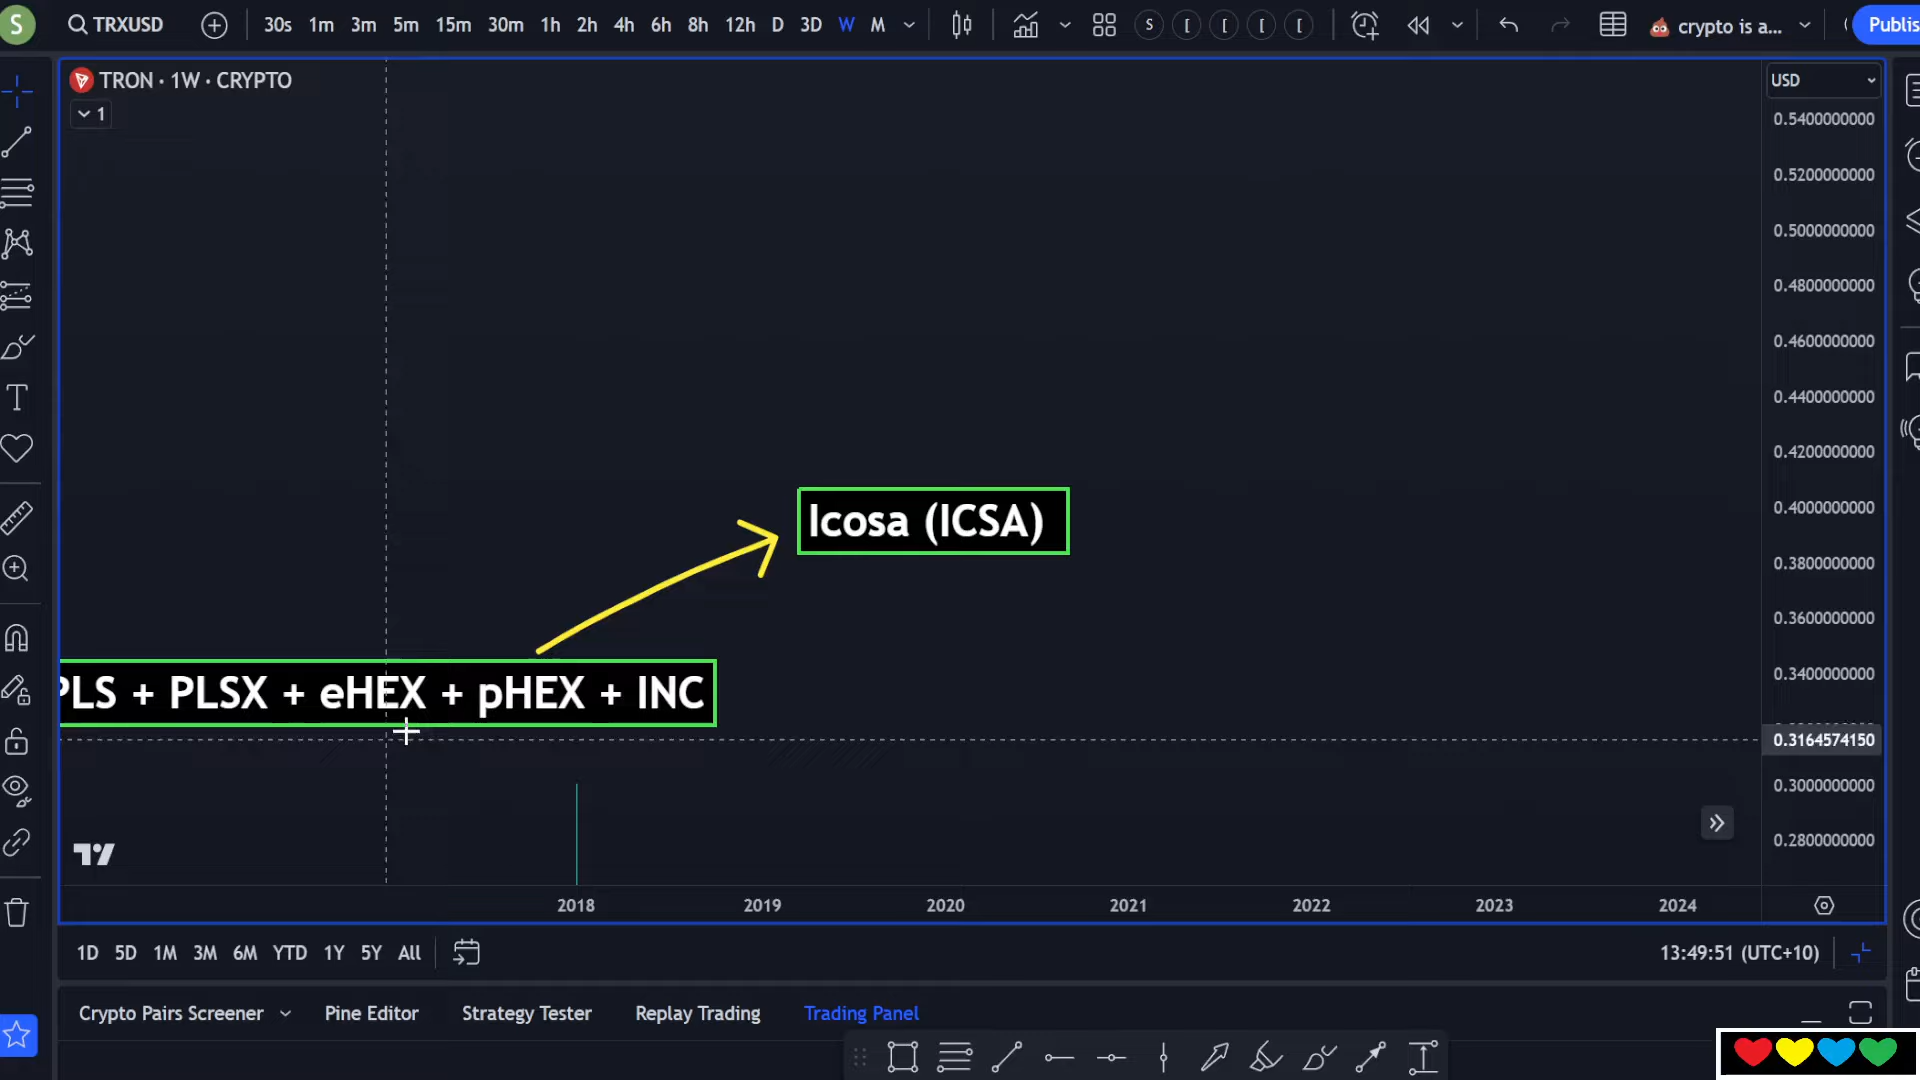 S TRXUSD 30s 1m 3m 5m 15m 30m 1h 2h 4h 6h 8h 12h D 3D W M S [ [ [ [ crypto is a... Publis
TRON · 1W · CRYPTO
1
USD
0.5400000000
0.5200000000
0.5000000000
0.4800000000
0.4600000000
0.4400000000
0.4200000000
0.4000000000
0.3800000000
0.3600000000
0.3400000000
Icosa (ICSA)
PLS + PLSX + eHEX + pHEX + INC
0.3164574150
0.3000000000
0.2800000000
2018 2019 2020 2021 2022 2023 2024
1D 5D 1M 3M 6M YTD 1Y 5Y All 13:49:51 (UTC+10)
Crypto Pairs Screener Pine Editor Strategy Tester Replay Trading Trading Panel